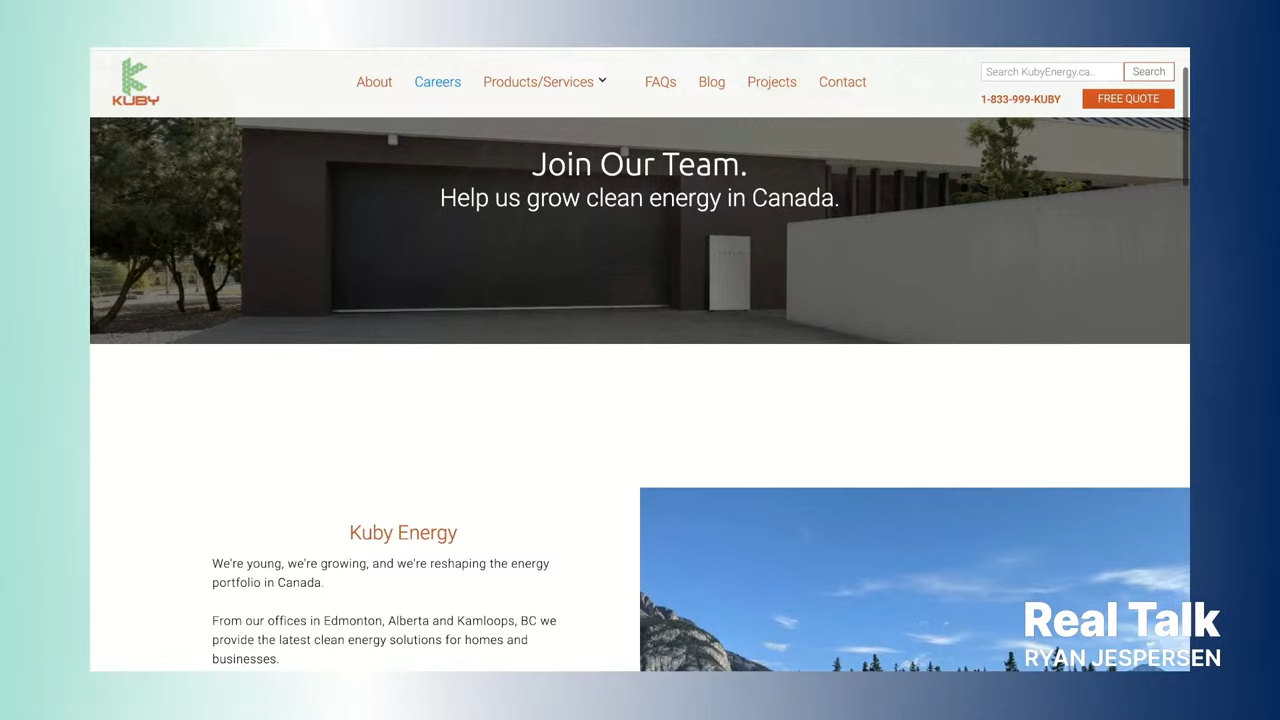 KUBY
About Careers Products/Services FAQs Blog Projects Contact
Search KubyEnergy.ca.. Search
1-833-999-KUBY FREE QUOTE
Join Our Team.
Help us grow clean energy in Canada.
Kuby Energy
We're young, we're growing, and we're reshaping the energy
portfolio in Canada.
From our offices in Edmonton, Alberta and Kamloops, BC we
provide the latest clean energy solutions for homes and
businesses.
Real Talk
RYAN JESPERSEN